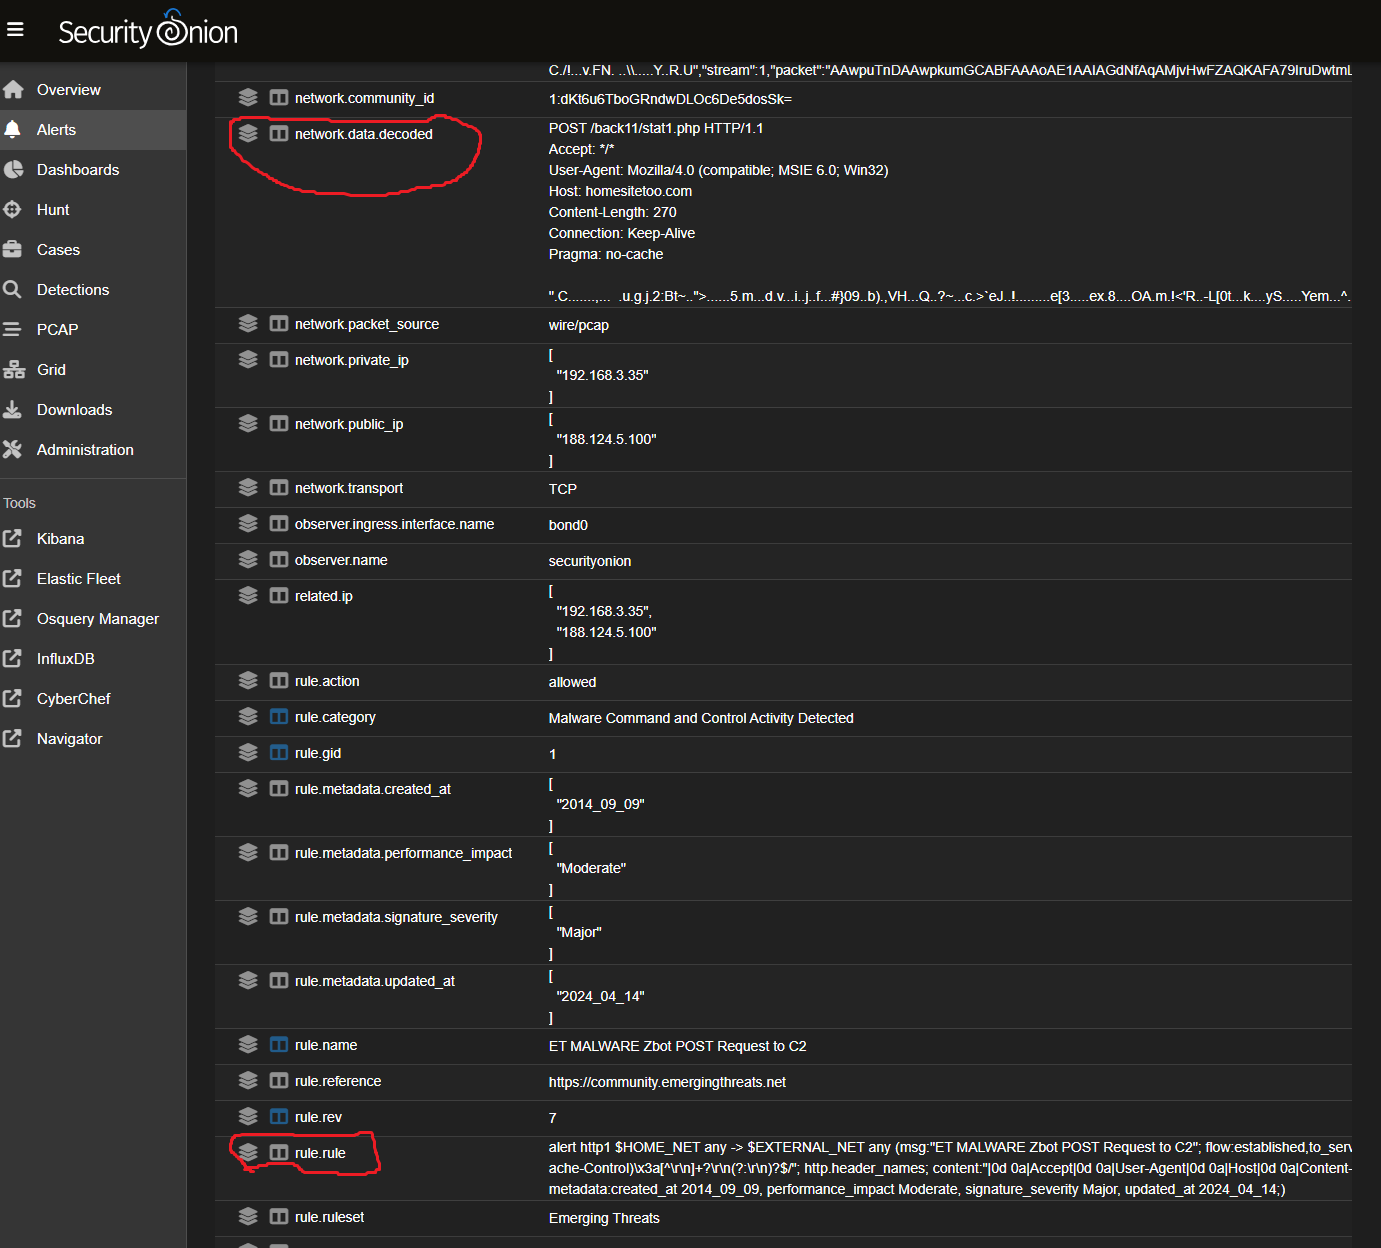 Security Onion
Overview
Alerts
Dashboards
Hunt
Cases
Detections
PCAP
Grid
Downloads
Administration
Tools
Kibana
Elastic Fleet
Osquery Manager
InfluxDB
CyberChef
Navigator
C./!...v.FN. ..\\.....Y..R.U","stream":1,"packet":
network.community_id 1:dKt6u6TboGRndwDLOc6De5dosSk=
network.data.decoded POST /back11/stat1.php HTTP/1.1
Accept: */*
User-Agent: Mozilla/4.0 (compatible; MSIE 6.0; Win32)
Host: homesitetoo.com
Content-Length: 270
Connection: Keep-Alive
Pragma: no-cache
".C.......,... .u.g.j.2:Bt~..">......5.m...d.v...i..j..f...#}09..b).,VH...Q..?~...c.>`eJ..!.........e[3.....ex.8....OA.m.!<'R..-L[0t...k....yS.....Yem...^.
network.packet_source wire/pcap
network.private_ip [
"192.168.3.35"
]
network.public_ip [
"188.124.5.100"
]
network.transport TCP
observer.ingress.interface.name bond0
observer.name securityonion
related.ip [
"192.168.3.35",
"188.124.5.100"
]
rule.action allowed
rule.category Malware Command and Control Activity Detected
rule.gid 1
rule.metadata.created_at [
"2014_09_09"
]
rule.metadata.performance_impact [
"Moderate"
]
rule.metadata.signature_severity [
"Major"
]
rule.metadata.updated_at [
"2024_04_14"
]
rule.name ET MALWARE Zbot POST Request to C2
rule.reference https://community.emergingthreats.net
rule.rev 7
rule.rule alert http1 $HOME_NET any -> $EXTERNAL_NET any (msg:"ET MALWARE Zbot POST Request to C2"; flow:established,to_serv
ache-Control)\x3a[^\r\n]+?\r\n(?:\r\n)?$/"; http.header_names; content:"|0d 0a|Accept|0d 0a|User-Agent|0d 0a|Host|0d 0a|Content-
metadata:created_at 2014_09_09, performance_impact Moderate, signature_severity Major, updated_at 2024_04_14;)
rule.ruleset Emerging Threats